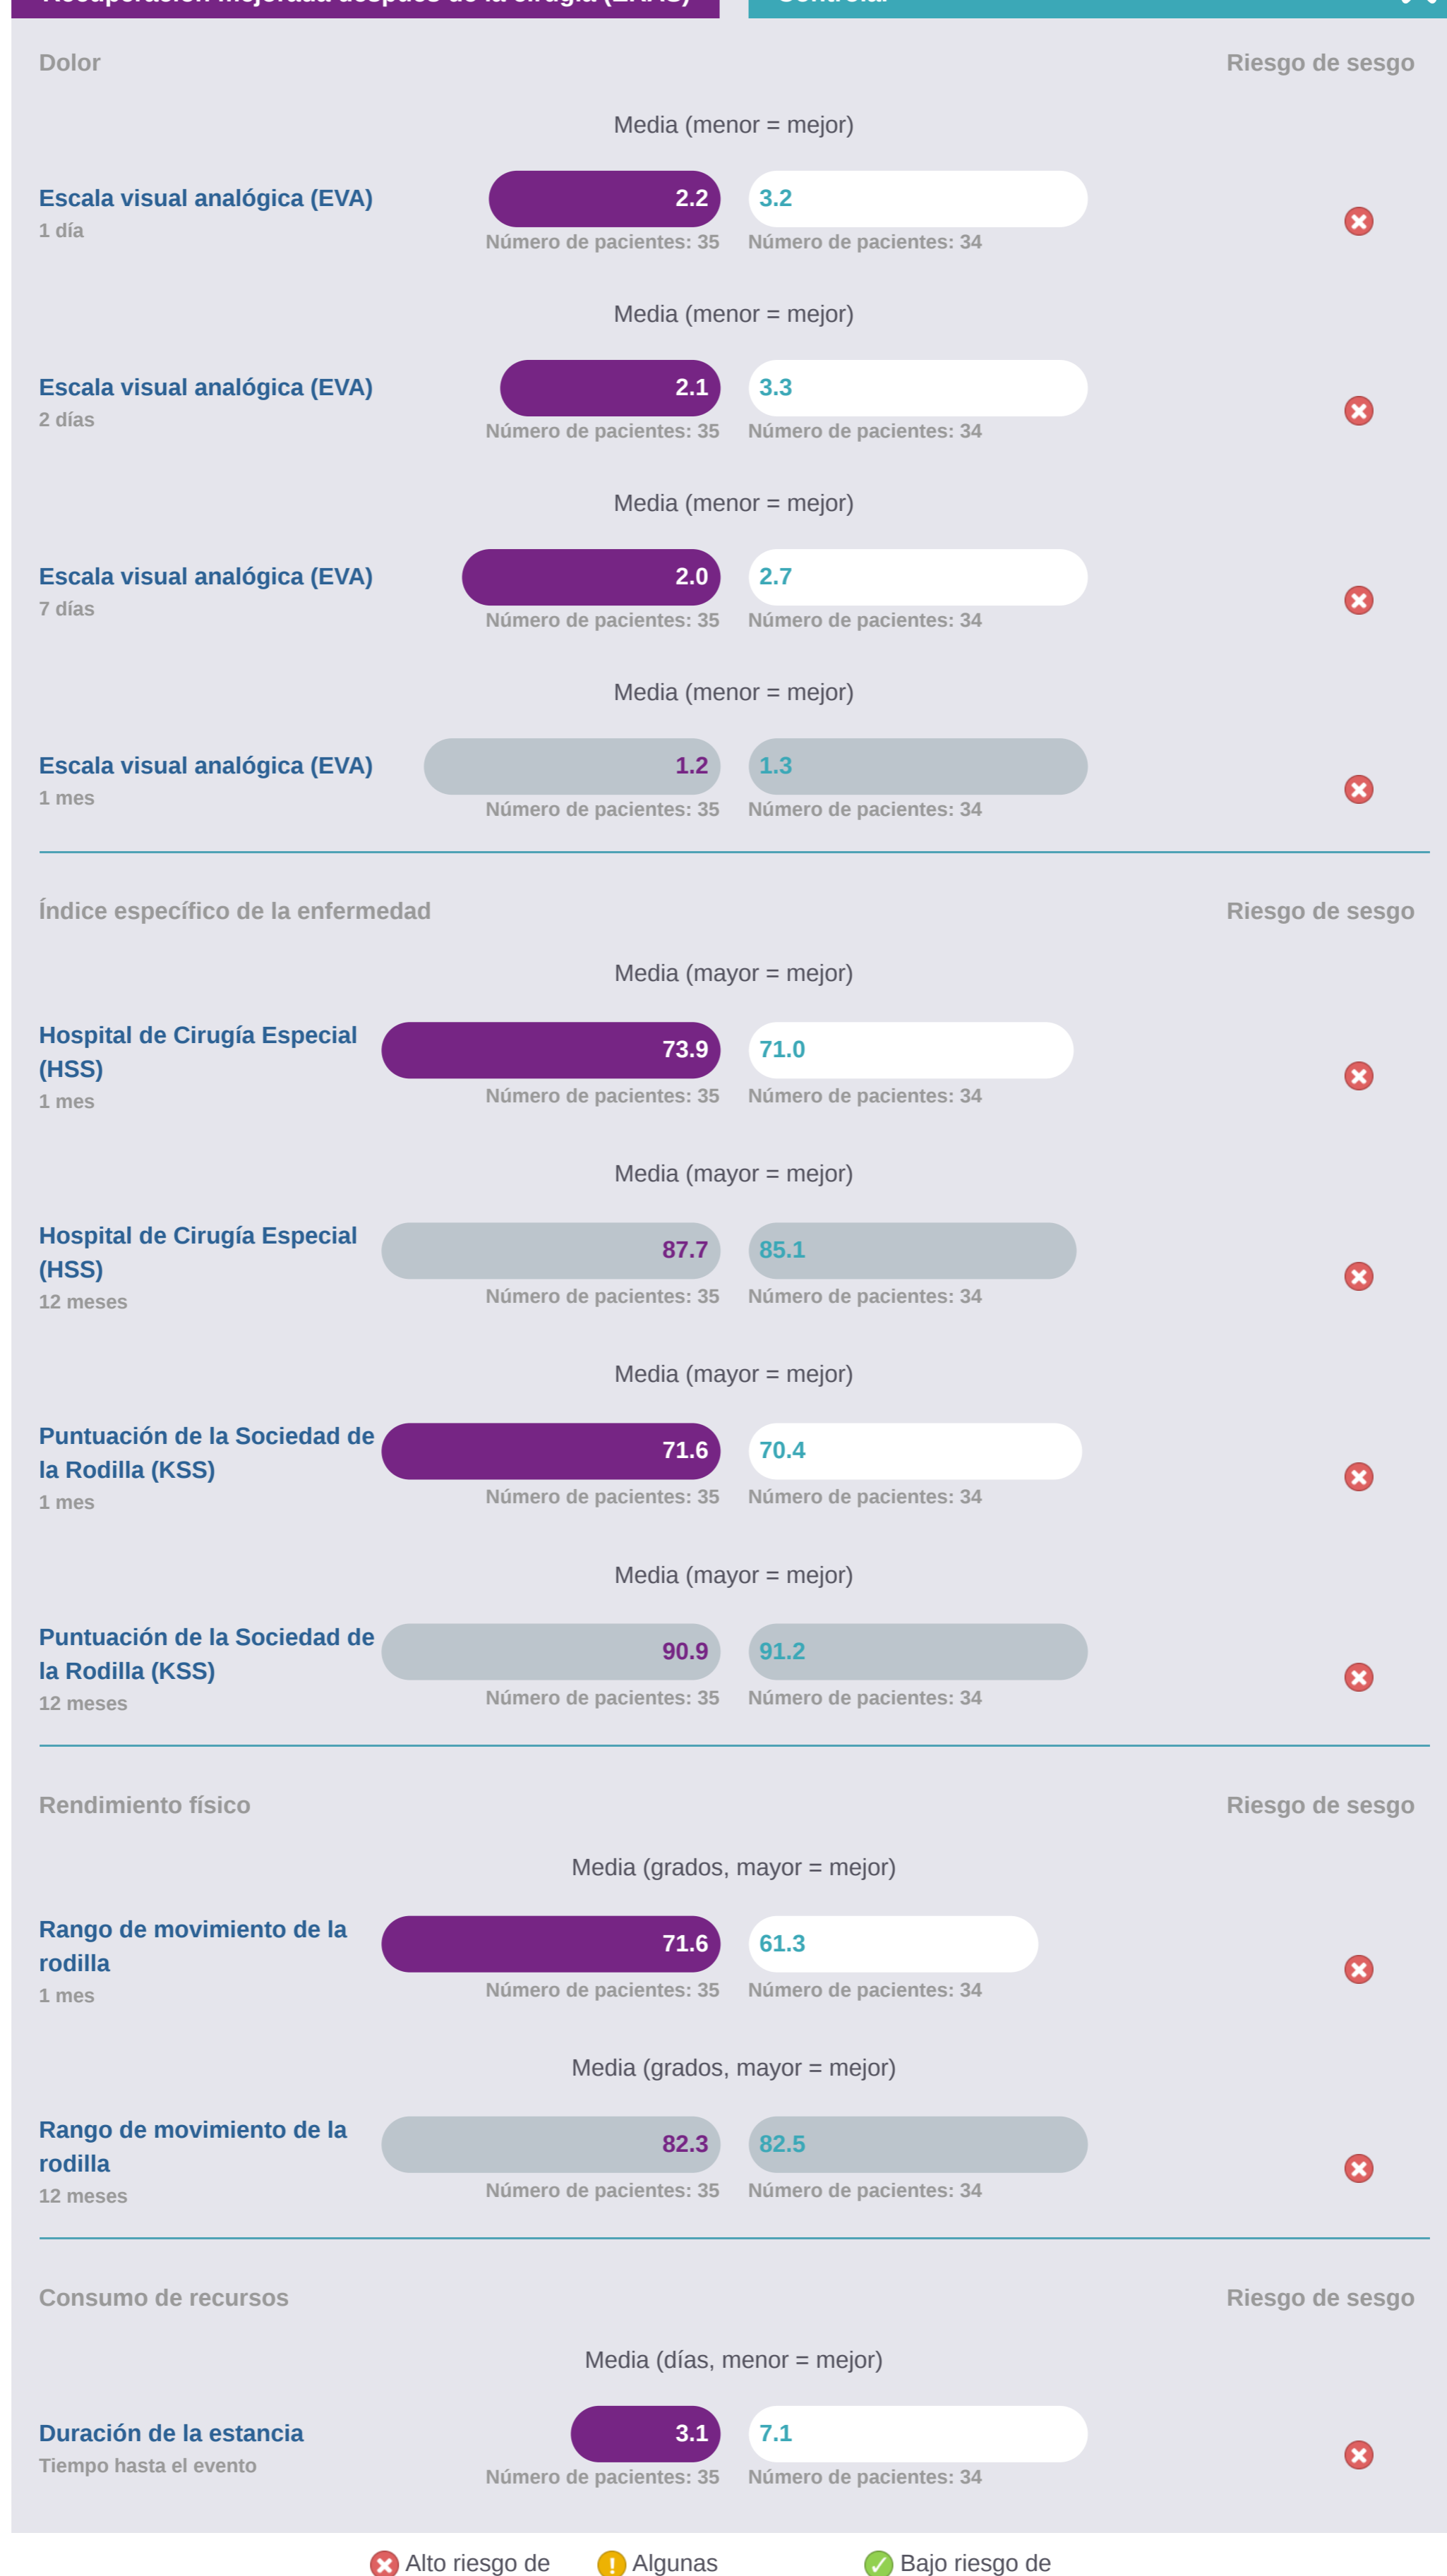 Recuperación mejorada después de la cirugía (ERAS)
Controlar
Dolor
Riesgo de sesgo
Media (menor = mejor)
Escala visual analógica (EVA)
1 día
2.2
3.2
Número de pacientes: 35
Número de pacientes: 34
Media (menor = mejor)
Escala visual analógica (EVA)
2 días
2.1
3.3
Número de pacientes: 35
Número de pacientes: 34
Media (menor = mejor)
Escala visual analógica (EVA)
7 días
2.0
2.7
Número de pacientes: 35
Número de pacientes: 34
Media (menor = mejor)
Escala visual analógica (EVA)
1 mes
1.2
1.3
Número de pacientes: 35
Número de pacientes: 34
Índice específico de la enfermedad
Riesgo de sesgo
Media (mayor = mejor)
Hospital de Cirugía Especial
(HSS)
1 mes
73.9
71.0
Número de pacientes: 35
Número de pacientes: 34
Media (mayor = mejor)
Hospital de Cirugía Especial
(HSS)
12 meses
87.7
85.1
Número de pacientes: 35
Número de pacientes: 34
Media (mayor = mejor)
Puntuación de la Sociedad de
la Rodilla (KSS)
1 mes
71.6
70.4
Número de pacientes: 35
Número de pacientes: 34
Media (mayor = mejor)
Puntuación de la Sociedad de
la Rodilla (KSS)
12 meses
90.9
91.2
Número de pacientes: 35
Número de pacientes: 34
Rendimiento físico
Riesgo de sesgo
Media (grados, mayor = mejor)
Rango de movimiento de la
rodilla
1 mes
71.6
61.3
Número de pacientes: 35
Número de pacientes: 34
Media (grados, mayor = mejor)
Rango de movimiento de la
rodilla
12 meses
82.3
82.5
Número de pacientes: 35
Número de pacientes: 34
Consumo de recursos
Riesgo de sesgo
Media (días, menor = mejor)
Duración de la estancia
Tiempo hasta el evento
3.1
7.1
Número de pacientes: 35
Número de pacientes: 34
Alto riesgo de
Algunas
Bajo riesgo de